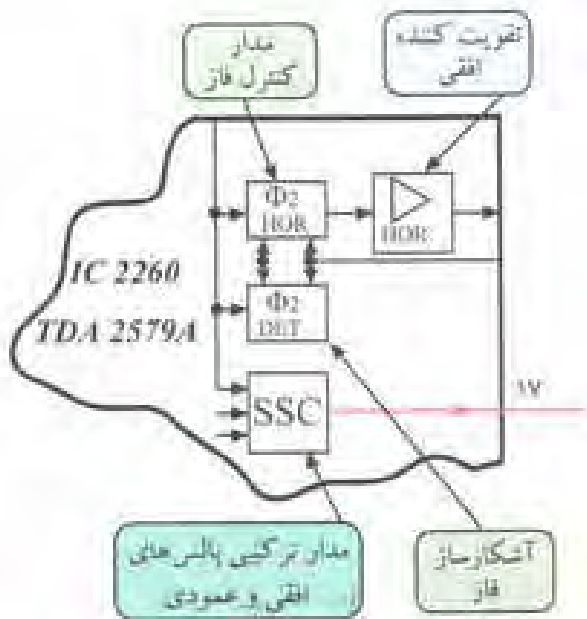 مدار
کنترل فاز
تقویت کننده
افقی
Φ2
HOR
HOR
IC 2260
TDA 2579A
Φ2
DET
SSC
۱۷
مدار ترکیبی پالس‌های
افقی و عمودی
آشکارساز
فاز